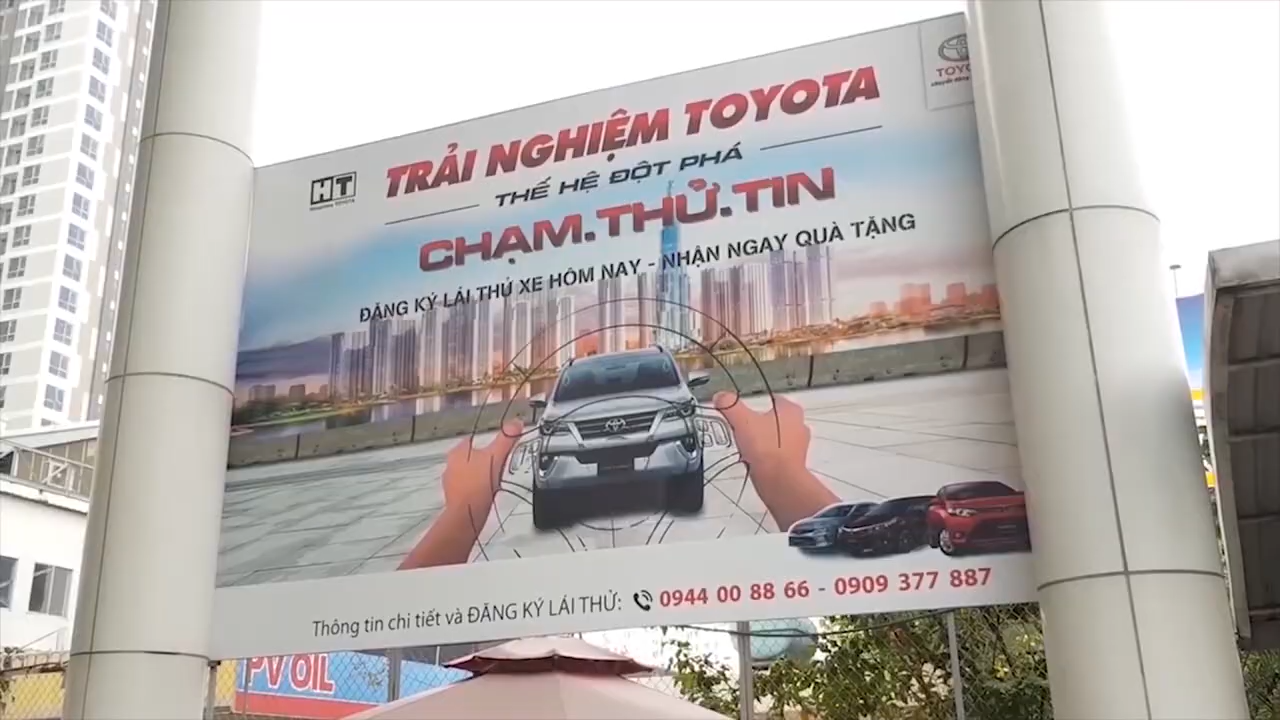 TRẢI NGHIỆM TOYOTA
THẾ HỆ ĐỘT PHÁ
CHẠM.THỬ.TIN
ĐĂNG KÝ LÁI THỬ XE HÔM NAY - NHẬN NGAY QUÀ TẶNG
HT
TOYOTA
Thông tin chi tiết và ĐĂNG KÝ LÁI THỬ: 0944 00 88 66 - 0909 377 887
PV OIL